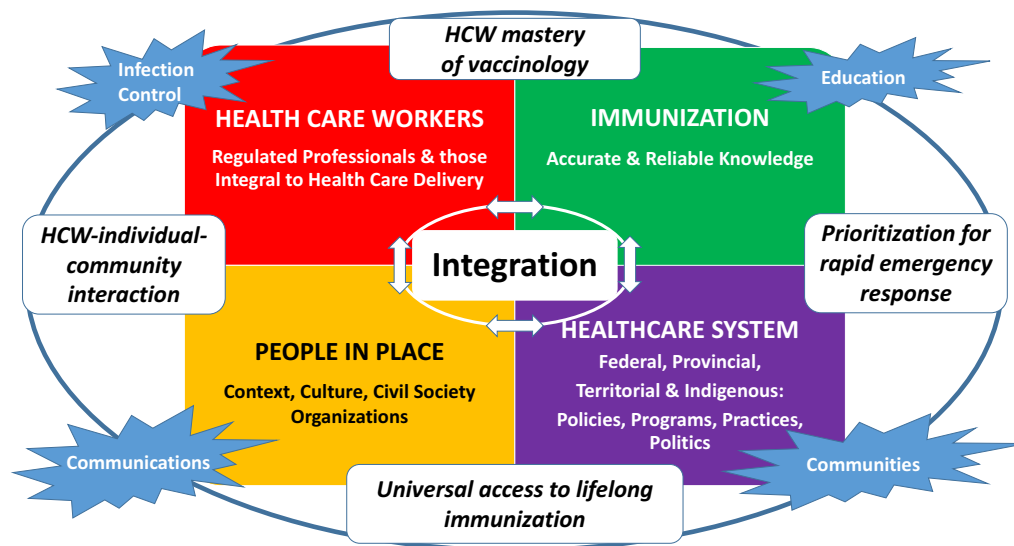 HCW mastery
of vaccinology
Infection
Control
Education
HEALTH CARE WORKERS
Regulated Professionals & those
Integral to Health Care Delivery
IMMUNIZATION
Accurate & Reliable Knowledge
HCW-individual-
community
interaction
Integration
Prioritization for
rapid emergency
response
PEOPLE IN PLACE
Context, Culture, Civil Society
Organizations
HEALTHCARE SYSTEM
Federal, Provincial,
Territorial & Indigenous:
Policies, Programs, Practices,
Politics
Communications
Communities
Universal access to lifelong
immunization